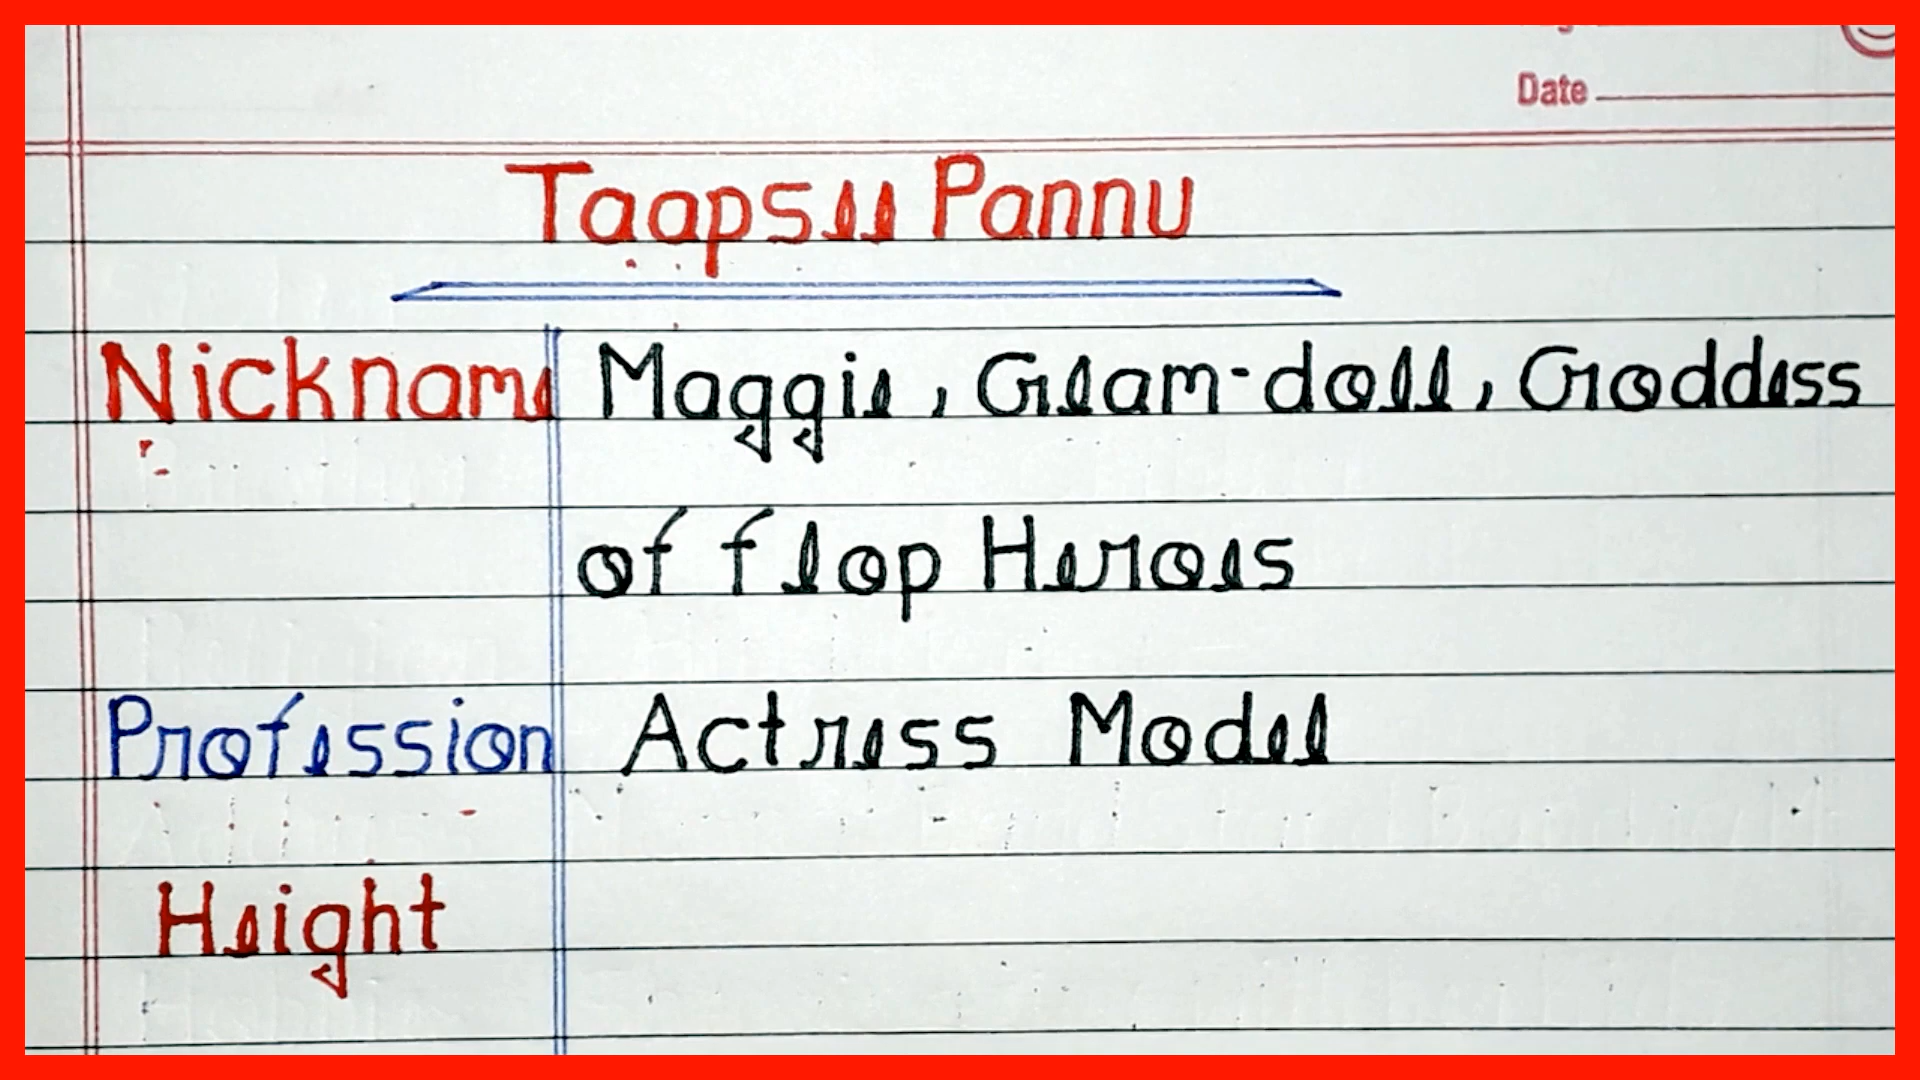 Date
Taapsee Pannu
Nickname Maggie, Glam-doll, Goddess
of flop Heroes
Profession Actress Model
Height